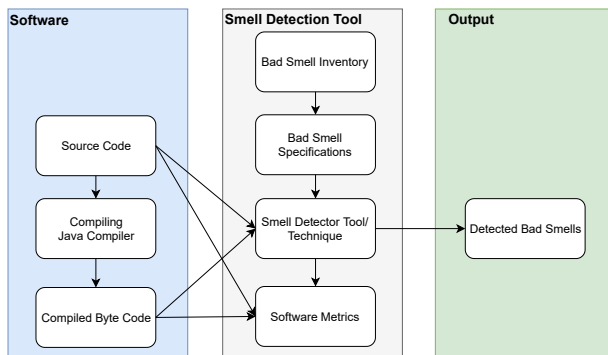 Software
Source Code
Compiling
Java Compiler
Compiled Byte Code
Smell Detection Tool
Bad Smell Inventory
Bad Smell
Specifications
Smell Detector Tool/
Technique
Software Metrics
Output
Detected Bad Smells